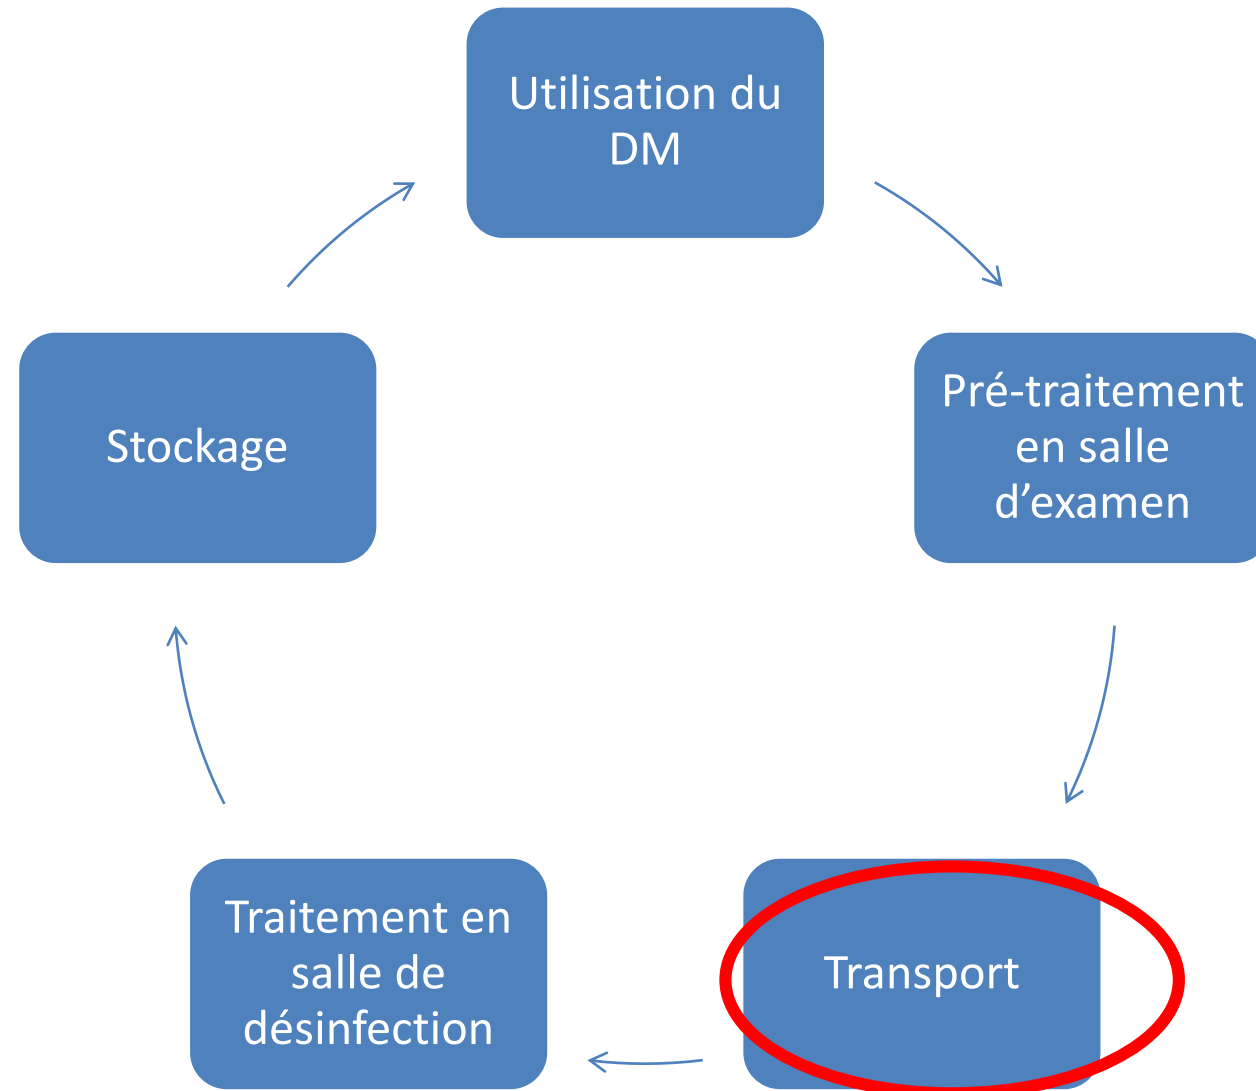 Utilisation du
DM
Pré-traitement
en salle
d’examen
Transport
Traitement en
salle de
désinfection
Stockage